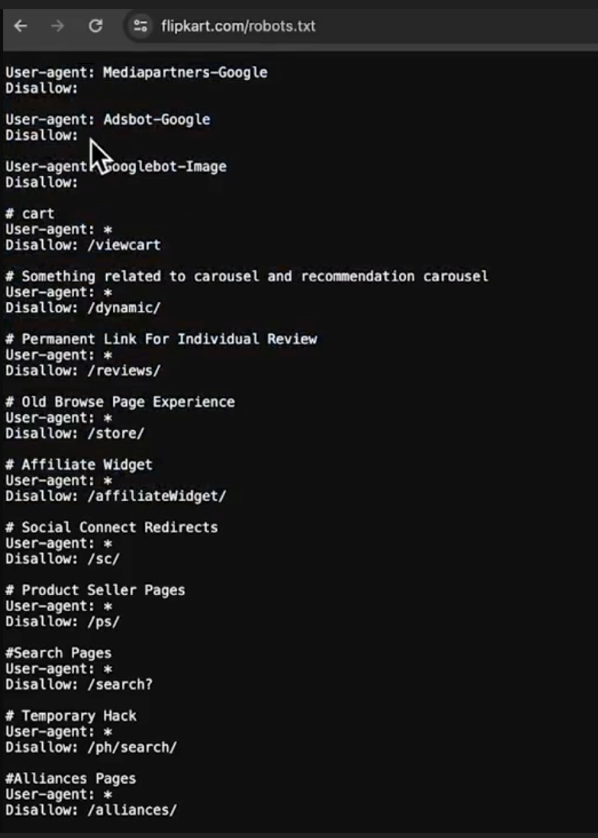 flipkart.com/robots.txt
User-agent: Mediapartners-Google
Disallow:
User-agent: Adsbot-Google
Disallow:
User-agent: Googlebot-Image
Disallow:
# cart
User-agent: *
Disallow: /viewcart
# Something related to carousel and recommendation carousel
User-agent: *
Disallow: /dynamic/
# Permanent Link For Individual Review
User-agent: *
Disallow: /reviews/
# Old Browse Page Experience
User-agent: *
Disallow: /store/
# Affiliate Widget
User-agent: *
Disallow: /affiliateWidget/
# Social Connect Redirects
User-agent: *
Disallow: /sc/
# Product Seller Pages
User-agent: *
Disallow: /ps/
#Search Pages
User-agent: *
Disallow: /search?
# Temporary Hack
User-agent: *
Disallow: /ph/search/
#Alliances Pages
User-agent: *
Disallow: /alliances/